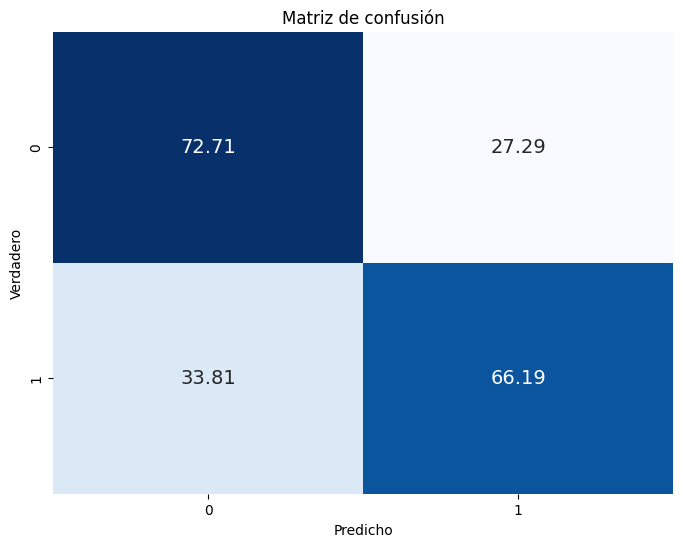 Matriz de confusión
Verdadero
0
72.71
27.29
1
33.81
66.19
0
1
Predicho